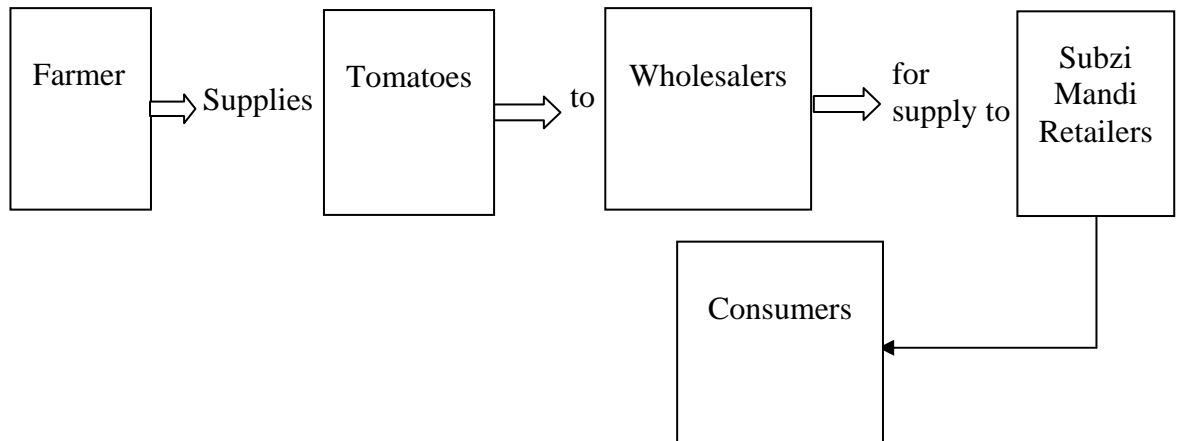 Farmer
Supplies
Tomatoes
to
Wholesalers
for
supply to
Subzi
Mandi
Retailers
Consumers